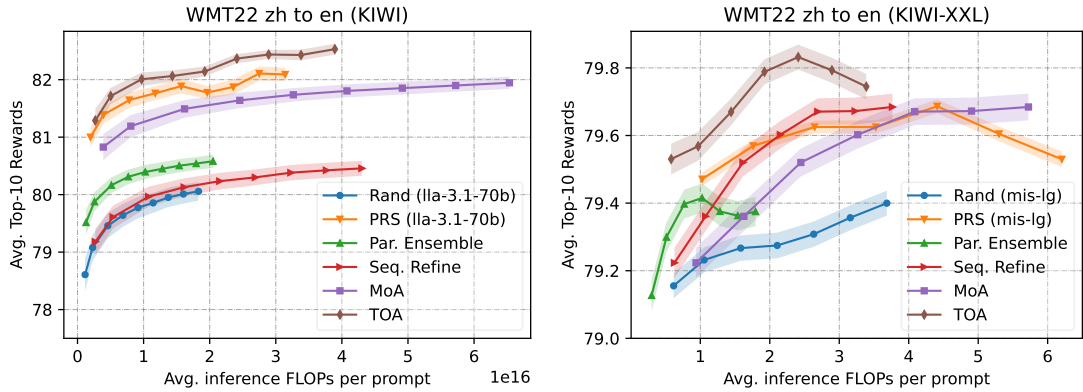 WMT22 zh to en (KIWI)
Avg. Top-10 Rewards
82
81
80
79
78
0 1 2 3 4 5 6
1e16
Avg. inference FLOPs per prompt
Rand (lla-3.1-70b)
PRS (lla-3.1-70b)
Par. Ensemble
Seq. Refine
MoA
TOA
WMT22 zh to en (KIWI-XXL)
Avg. Top-10 Rewards
79.8
79.6
79.4
79.2
79.0
1 2 3 4 5 6
Avg. inference FLOPs per prompt
Rand (mis-lg)
PRS (mis-lg)
Par. Ensemble
Seq. Refine
MoA
TOA